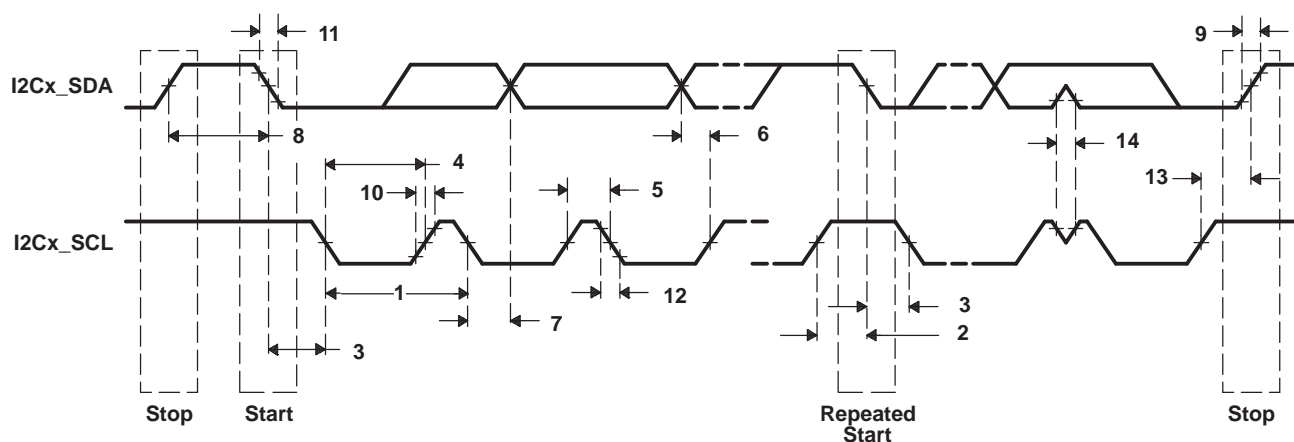 11
9
I2Cx_SDA
8
6
14
4
10
5
13
I2Cx_SCL
1
12
3
7
2
3
Stop
Start
Repeated
Start
Stop